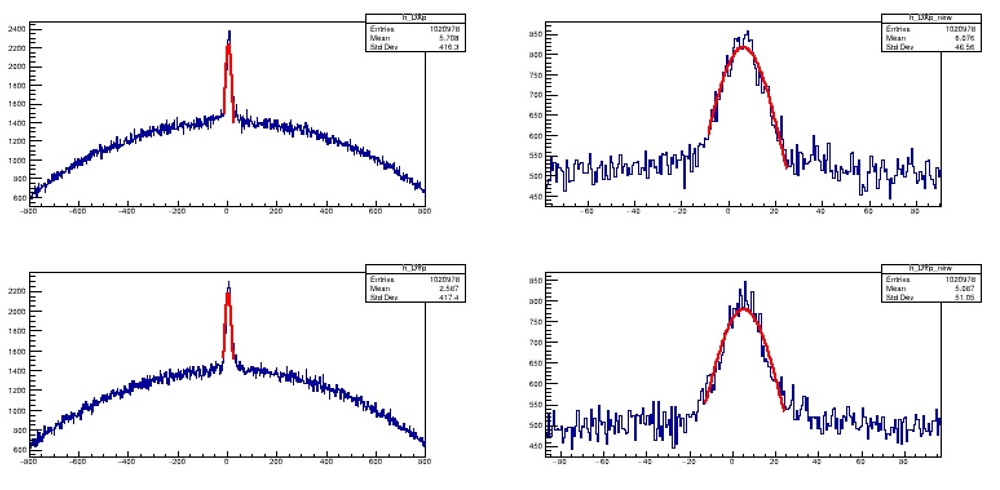 h_DXp
Entries 1020978
Mean 5.708
Std Dev 416.3
2400
2200
2000
1800
1600
1400
1200
1000
800
600
−800 −600 −400 −200 0 200 400 600 800
h_DXp_new
Entries 1020978
Mean 6.076
Std Dev 46.56
850
800
750
700
650
600
550
500
450
−60 −40 −20 0 20 40 60 80
h_DYp
Entries 1020978
Mean 2.567
Std Dev 417.4
2200
2000
1800
1600
1400
1200
1000
800
600
−800 −600 −400 −200 0 200 400 600 800
h_DYp_new
Entries 1020978
Mean 5.067
Std Dev 51.05
850
800
750
700
650
600
550
500
450
−80 −60 −40 −20 0 20 40 60 80